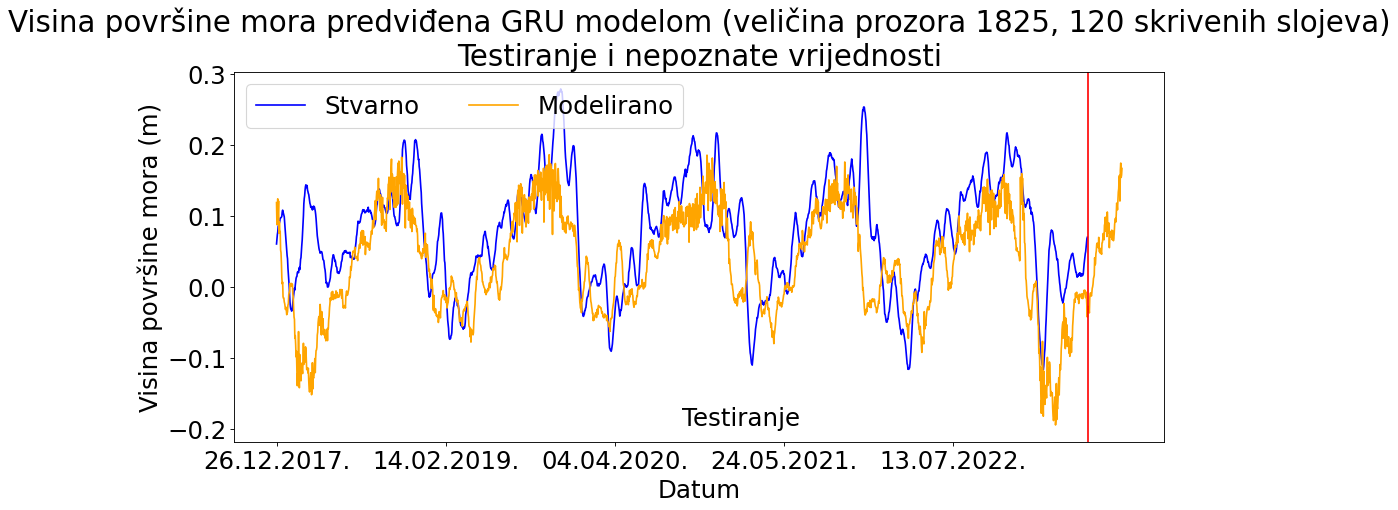 Visina površine mora predviđena GRU modelom (veličina prozora 1825, 120 skrivenih slojeva)
Testiranje i nepoznate vrijednosti
Stvarno
Modelirano
Visina površine mora (m)
0.3
0.2
0.1
0.0
−0.1
−0.2
Testiranje
26.12.2017.
14.02.2019.
04.04.2020.
24.05.2021.
13.07.2022.
Datum